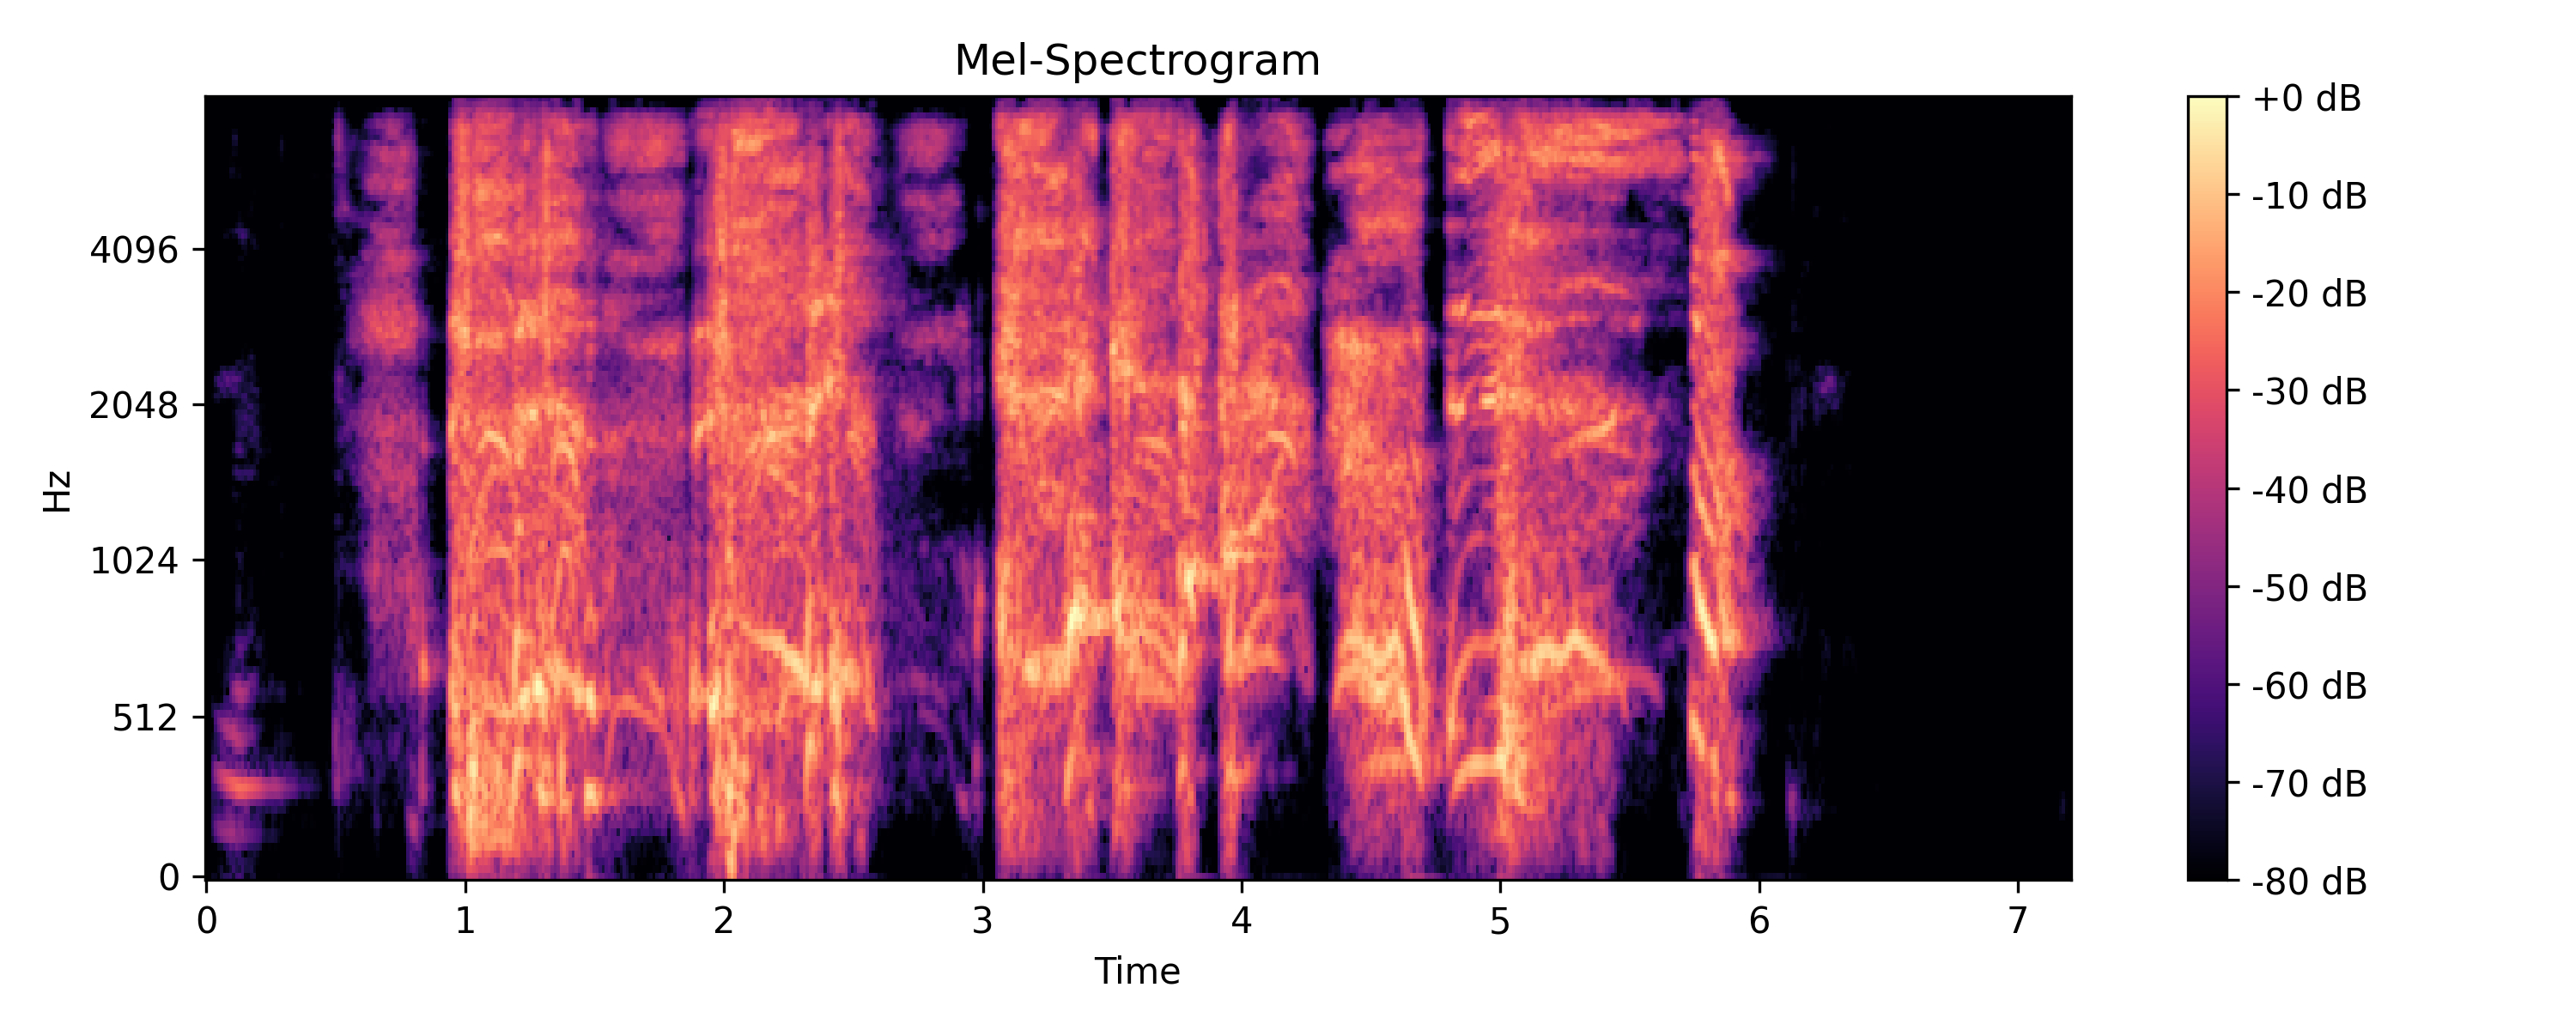 Mel-Spectrogram
+0 dB
-10 dB
-20 dB
-30 dB
-40 dB
-50 dB
-60 dB
-70 dB
-80 dB
Hz
4096
2048
1024
512
0
0 1 2 3 4 5 6 7
Time